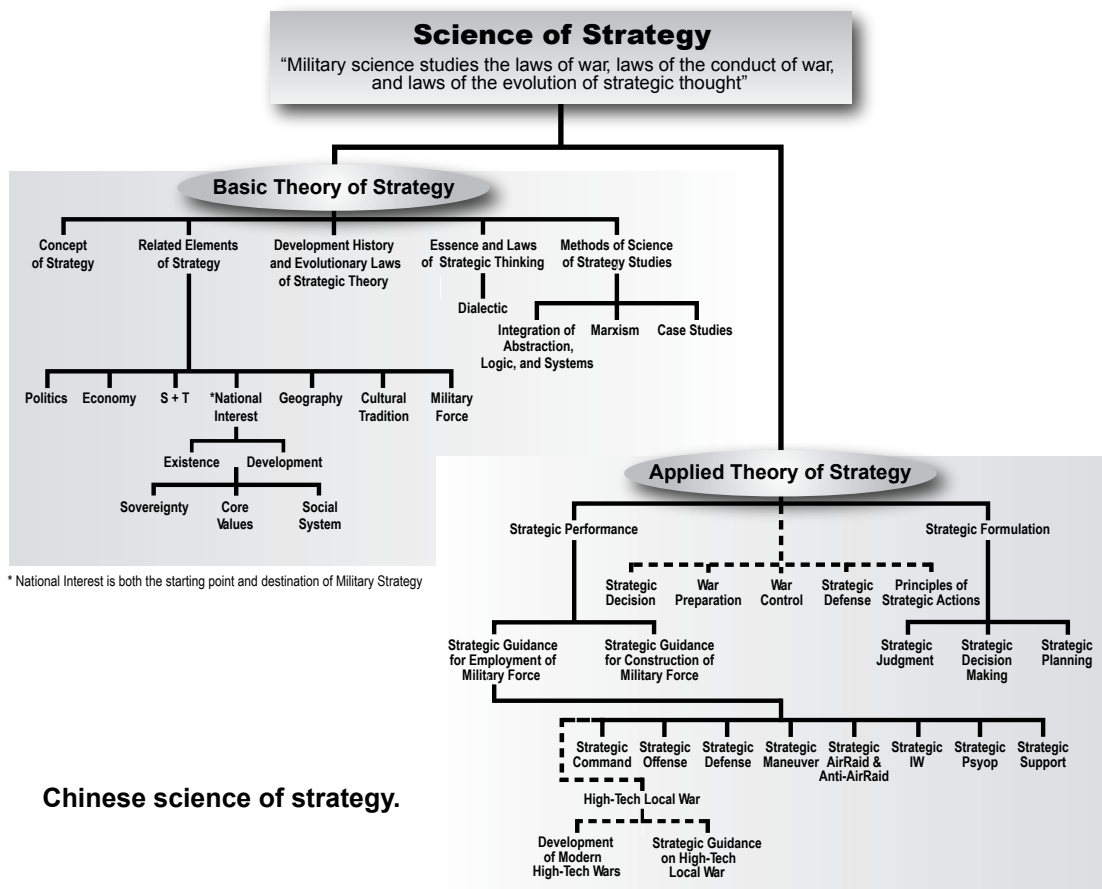 Science of Strategy
“Military science studies the laws of war, laws of the conduct of war,
and laws of the evolution of strategic thought”
Basic Theory of Strategy
Concept
of Strategy
Related Elements
of Strategy
Development History
and Evolutionary Laws
of Strategic Theory
Essence and Laws
of Strategic Thinking
Methods of Science
of Strategy Studies
Dialectic
Integration of
Abstraction,
Logic, and Systems
Marxism
Case Studies
Politics
Economy
S + T
*National
Interest
Geography
Cultural
Tradition
Military
Force
Existence
Development
Sovereignty
Core
Values
Social
System
* National Interest is both the starting point and destination of Military Strategy
Applied Theory of Strategy
Strategic Performance
Strategic Formulation
Strategic
Decision
War
Preparation
War
Control
Strategic
Defense
Principles of
Strategic Actions
Strategic Guidance
for Employment of
Military Force
Strategic Guidance
for Construction of
Military Force
Strategic
Judgment
Strategic
Decision
Making
Strategic
Planning
Strategic
Command
Strategic
Offense
Strategic
Defense
Strategic
Maneuver
Strategic
AirRaid &
Anti-AirRaid
Strategic
IW
Strategic
Psyop
Strategic
Support
High-Tech Local War
Development
of Modern
High-Tech Wars
Strategic Guidance
on High-Tech
Local War
Chinese science of strategy.